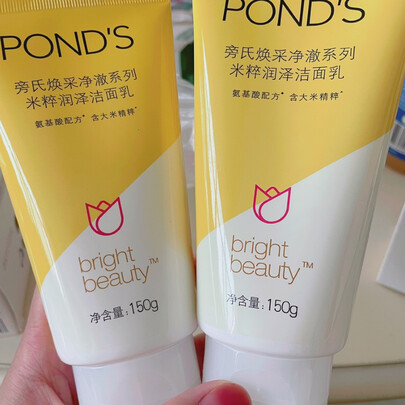 POND'S
旁氏焕采净澈系列
米粹润泽洁面乳
氨基酸配方* 含大米精粹*
bright
beauty™
净含量:150g
POND'S
旁氏焕采净澈系列
米粹润泽洁面乳
氨基酸配方* 含大米精粹*
bright
beauty™
净含量:150g